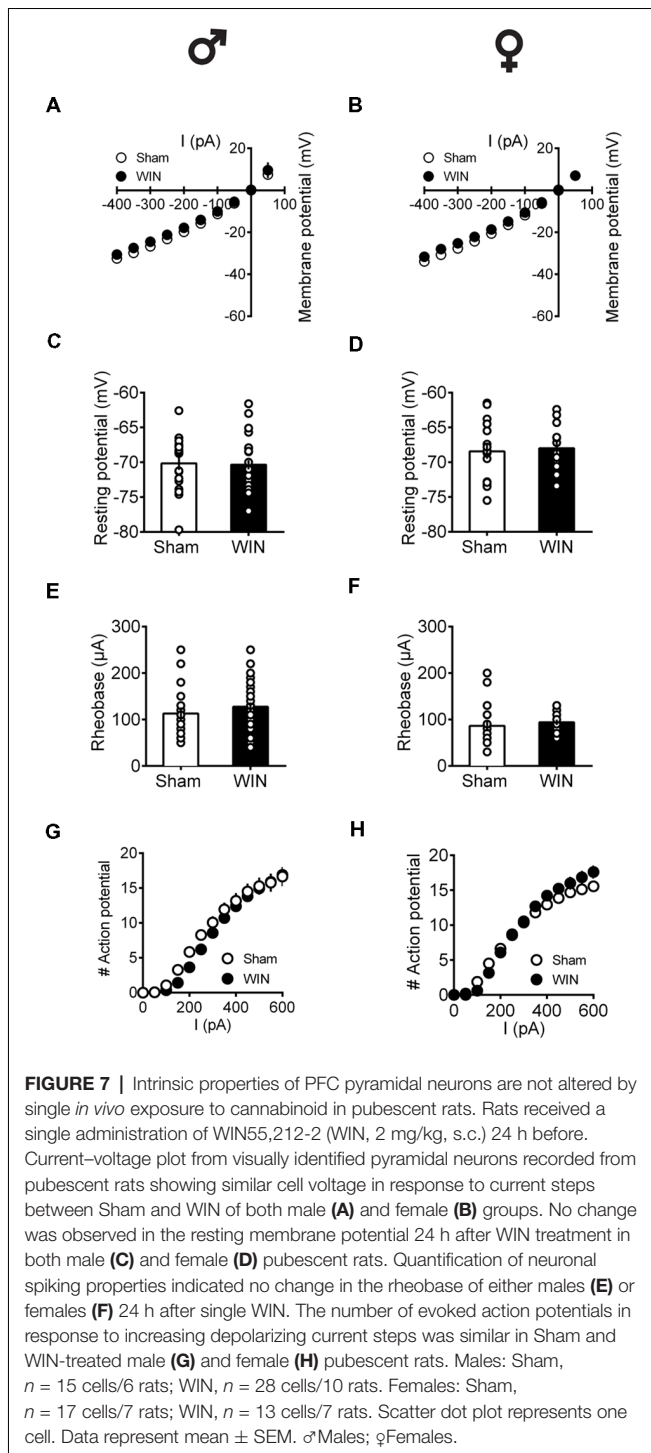 ♂ ♀
A B
I (pA) I (pA)
Sham Sham
WIN WIN
20 20
-400 -300 -200 -100 100 -400 -300 -200 -100 100
-20 -20
-40 -40
-60 -60
Membrane potential (mV) Membrane potential (mV)
C D
Resting potential (mV) Resting potential (mV)
-60 -60
-65 -65
-70 -70
-75 -75
-80 -80
Sham WIN Sham WIN
E F
Rheobase (µA) Rheobase (µA)
300 300
200 200
100 100
0 0
Sham WIN Sham WIN
G H
# Action potential # Action potential
20 20
15 15
10 10
5 5
0 0
Sham Sham
WIN WIN
0 200 400 600 0 200 400 600
I (pA) I (pA)
FIGURE 7 | Intrinsic properties of PFC pyramidal neurons are not altered by
single in vivo exposure to cannabinoid in pubescent rats. Rats received a
single administration of WIN55,212-2 (WIN, 2 mg/kg, s.c.) 24 h before.
Current–voltage plot from visually identified pyramidal neurons recorded from
pubescent rats showing similar cell voltage in response to current steps
between Sham and WIN of both male (A) and female (B) groups. No change
was observed in the resting membrane potential 24 h after WIN treatment in
both male (C) and female (D) pubescent rats. Quantification of neuronal
spiking properties indicated no change in the rheobase of either males (E) or
females (F) 24 h after single WIN. The number of evoked action potentials in
response to increasing depolarizing current steps was similar in Sham and
WIN-treated male (G) and female (H) pubescent rats. Males: Sham,
n = 15 cells/6 rats; WIN, n = 28 cells/10 rats. Females: Sham,
n = 17 cells/7 rats; WIN, n = 13 cells/7 rats. Scatter dot plot represents one
cell. Data represent mean ± SEM. ♂Males; ♀Females.